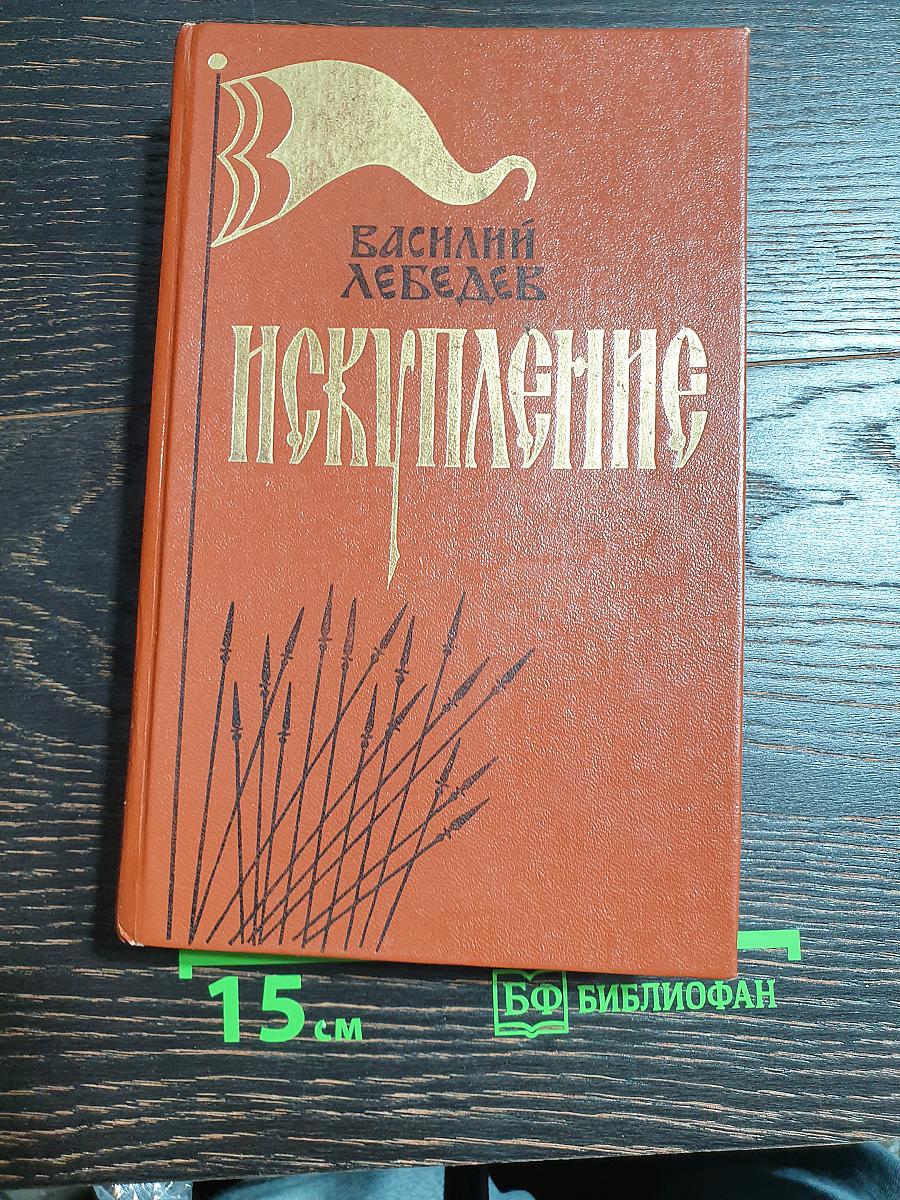 ВАСИЛИЙ
ЛЕБЕДЕВ
ИСКУПЛЕНИЕ
15 см
БФ БИБЛИОФАН